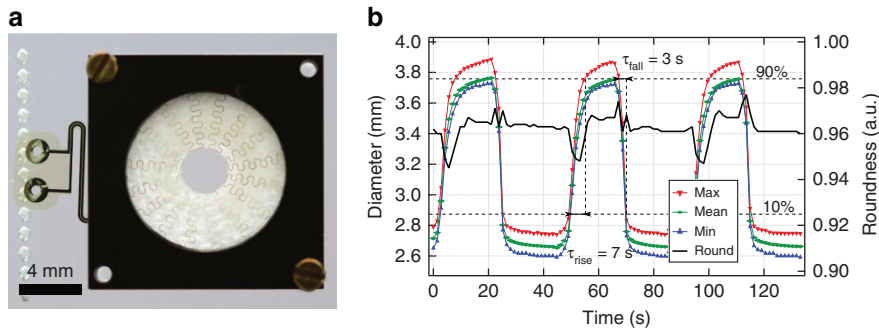 a
4 mm
b
4.0
3.8
3.6
3.4
3.2
3.0
2.8
2.6
Diameter (mm)
0 20 40 60 80 100 120
Time (s)
1.00
0.98
0.96
0.94
0.92
0.90
Roundness (a.u.)
τfall = 3 s
90%
10%
τrise = 7 s
Max
Mean
Min
Round